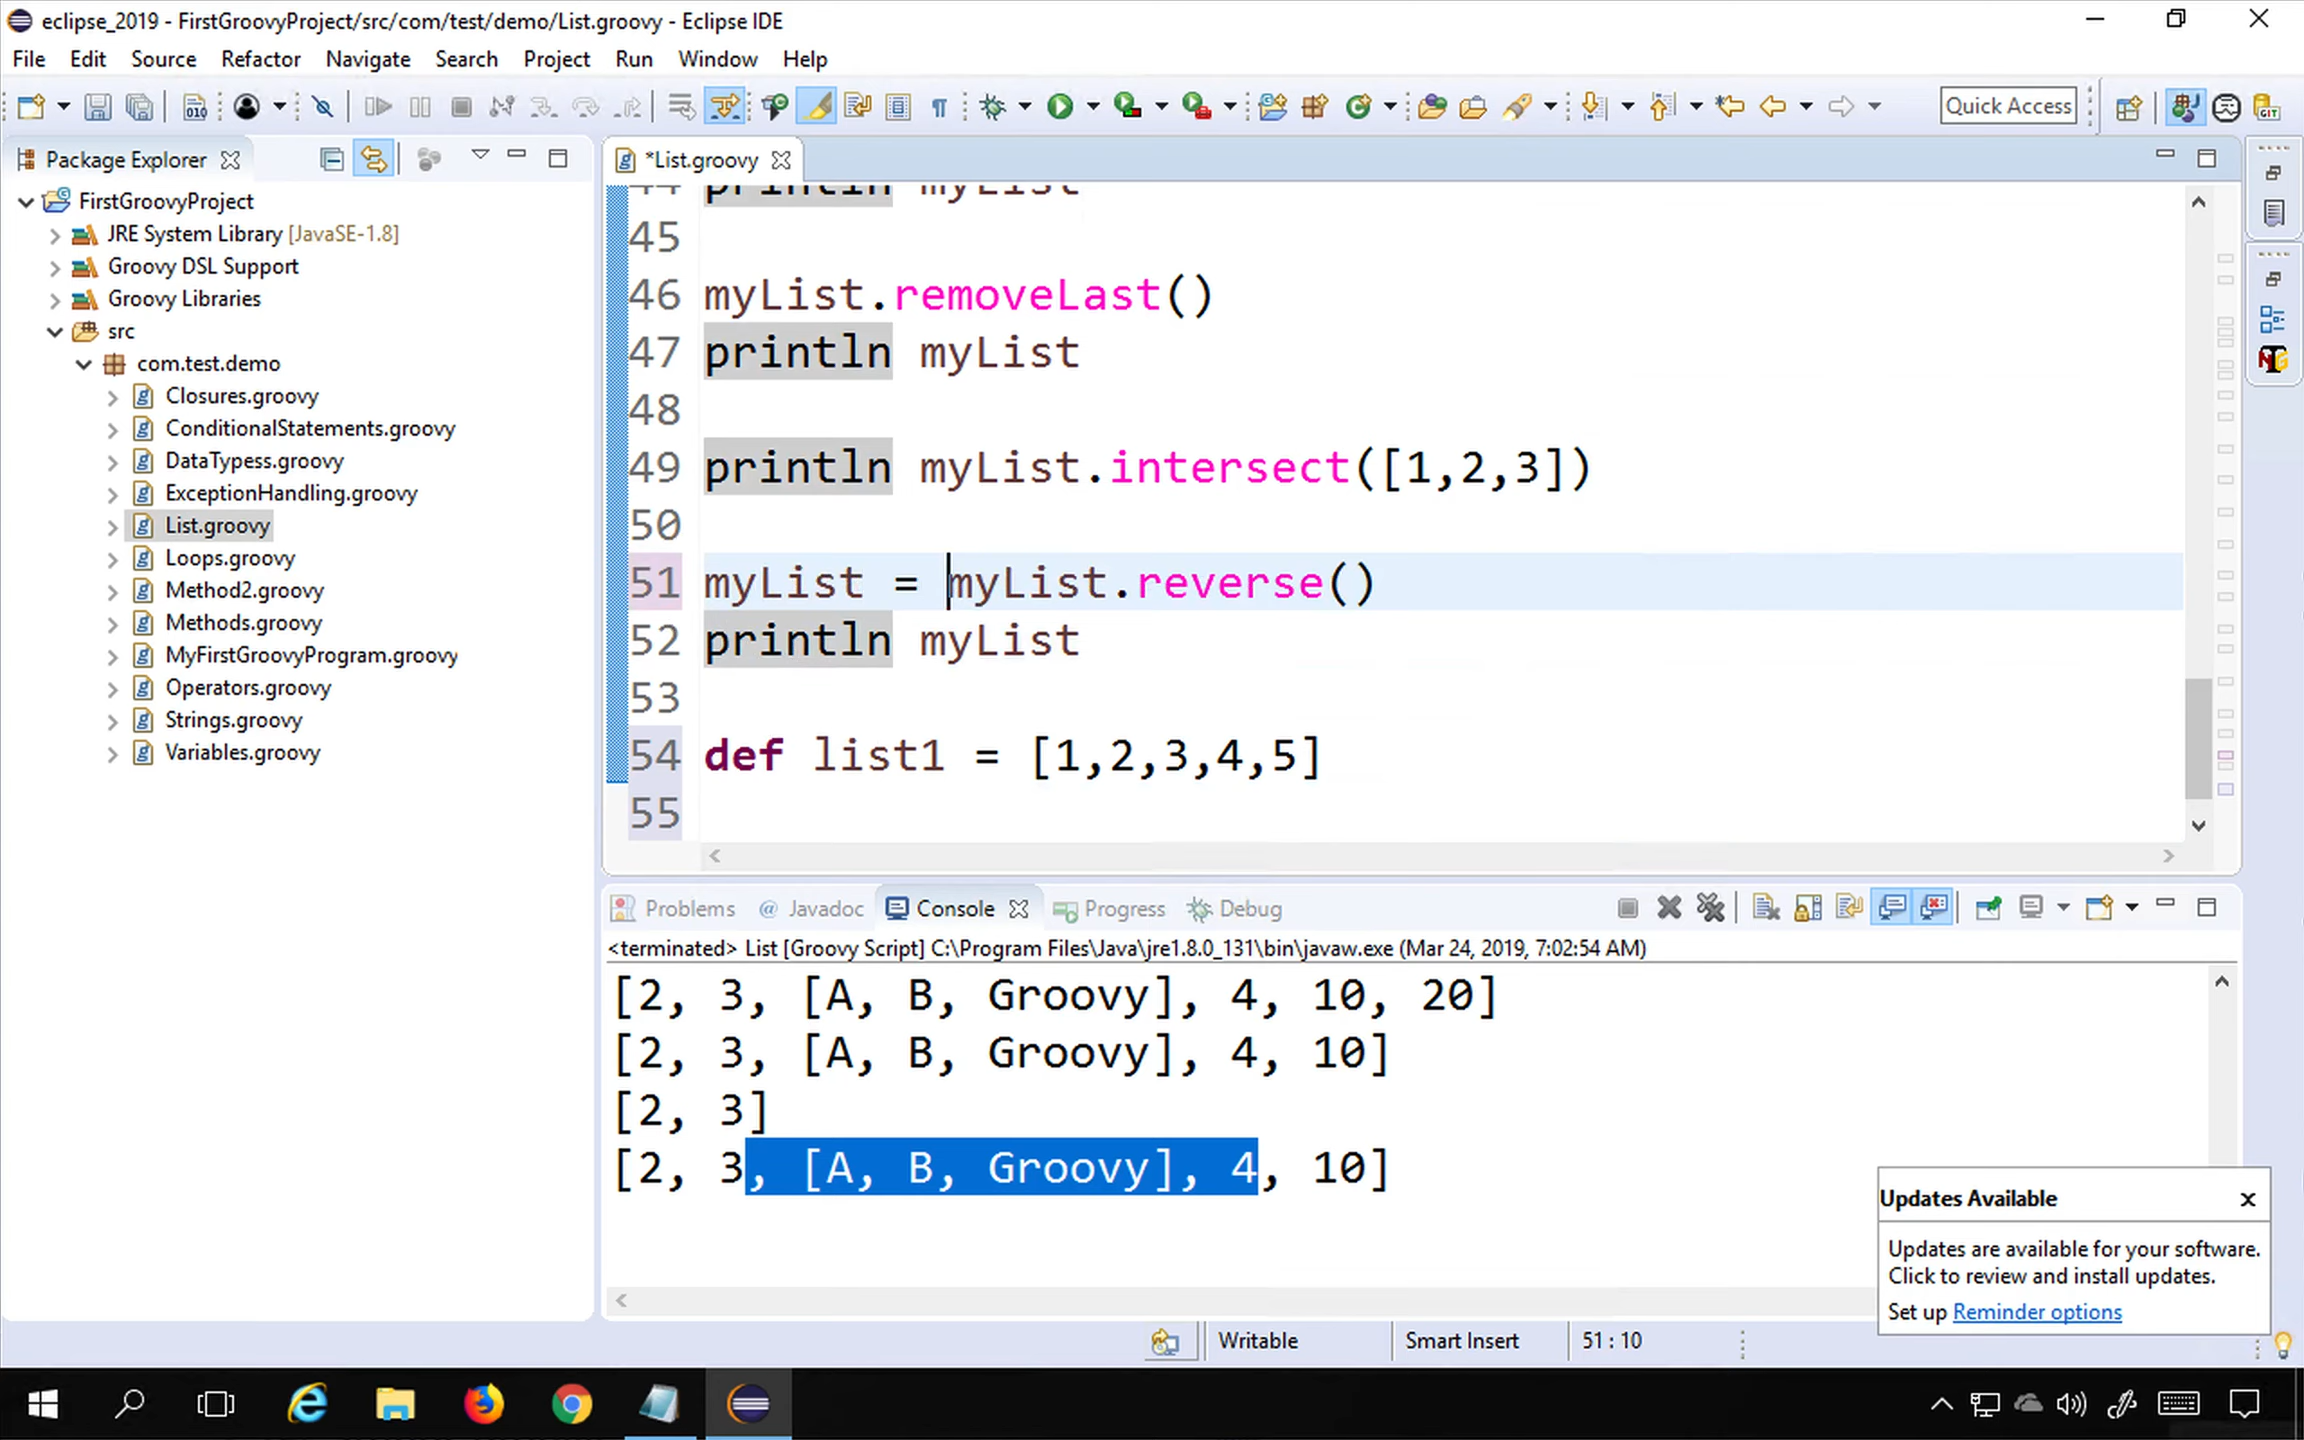 eclipse_2019 - FirstGroovyProject/src/com/test/demo/List.groovy - Eclipse IDE
File Edit Source Refactor Navigate Search Project Run Window Help
Quick Access
Package Explorer
*List.groovy
FirstGroovyProject
JRE System Library [JavaSE-1.8]
Groovy DSL Support
Groovy Libraries
src
com.test.demo
Closures.groovy
ConditionalStatements.groovy
DataTypess.groovy
ExceptionHandling.groovy
List.groovy
Loops.groovy
Method2.groovy
Methods.groovy
MyFirstGroovyProgram.groovy
Operators.groovy
Strings.groovy
Variables.groovy
44 println myList
45
46 myList.removeLast()
47 println myList
48
49 println myList.intersect([1,2,3])
50
51 myList = myList.reverse()
52 println myList
53
54 def list1 = [1,2,3,4,5]
55
Problems @ Javadoc Console Progress Debug
<terminated> List [Groovy Script] C:\Program Files\Java\jre1.8.0_131\bin\javaw.exe (Mar 24, 2019, 7:02:54 AM)
[2, 3, [A, B, Groovy], 4, 10, 20]
[2, 3, [A, B, Groovy], 4, 10]
[2, 3]
[2, 3, [A, B, Groovy], 4, 10]
Updates Available
Updates are available for your software.
Click to review and install updates.
Set up Reminder options
Writable Smart Insert 51 : 10